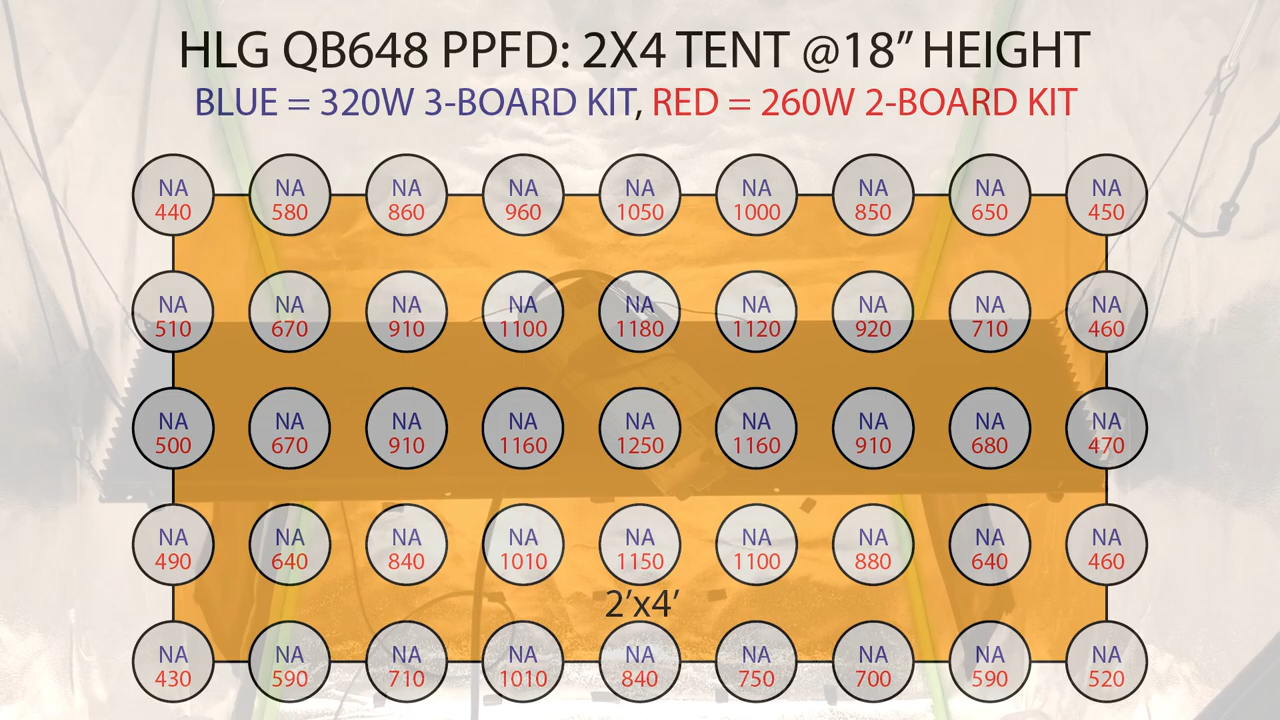 HLG QB648 PPFD: 2X4 TENT @18” HEIGHT
BLUE = 320W 3-BOARD KIT, RED = 260W 2-BOARD KIT
NA NA NA NA NA NA NA NA NA
440 580 860 960 1050 1000 850 650 450
NA NA NA NA NA NA NA NA NA
510 670 910 1100 1180 1120 920 710 460
NA NA NA NA NA NA NA NA NA
500 670 910 1160 1250 1160 910 680 470
NA NA NA NA NA NA NA NA NA
490 640 840 1010 1150 1100 880 640 460
2’x4’
NA NA NA NA NA NA NA NA NA
430 590 710 1010 840 750 700 590 520